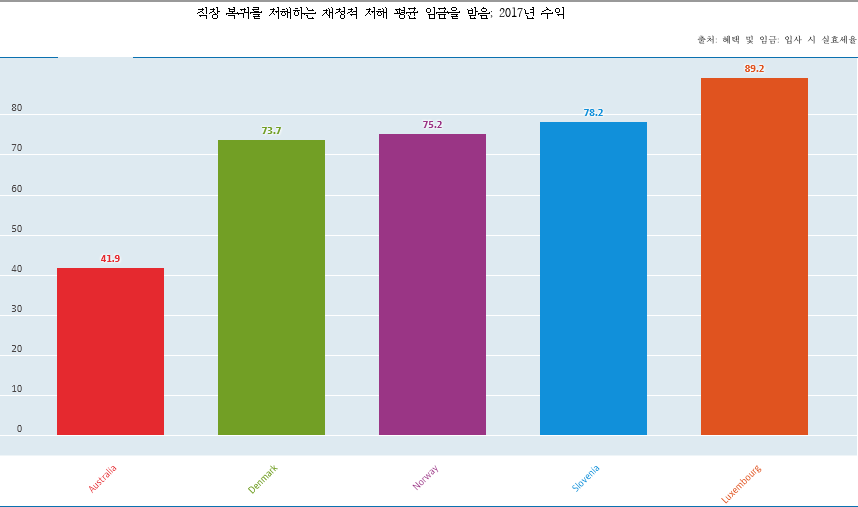 직장 복귀를 저해하는 재정적 저해 평균 임금을 받음; 2017년 수익
출처: 혜택 및 임금: 입사 시 실효세율
89.2
78.2
75.2
73.7
41.9
80
70
60
50
40
30
20
10
0
Australia
Denmark
Norway
Slovenia
Luxembourg